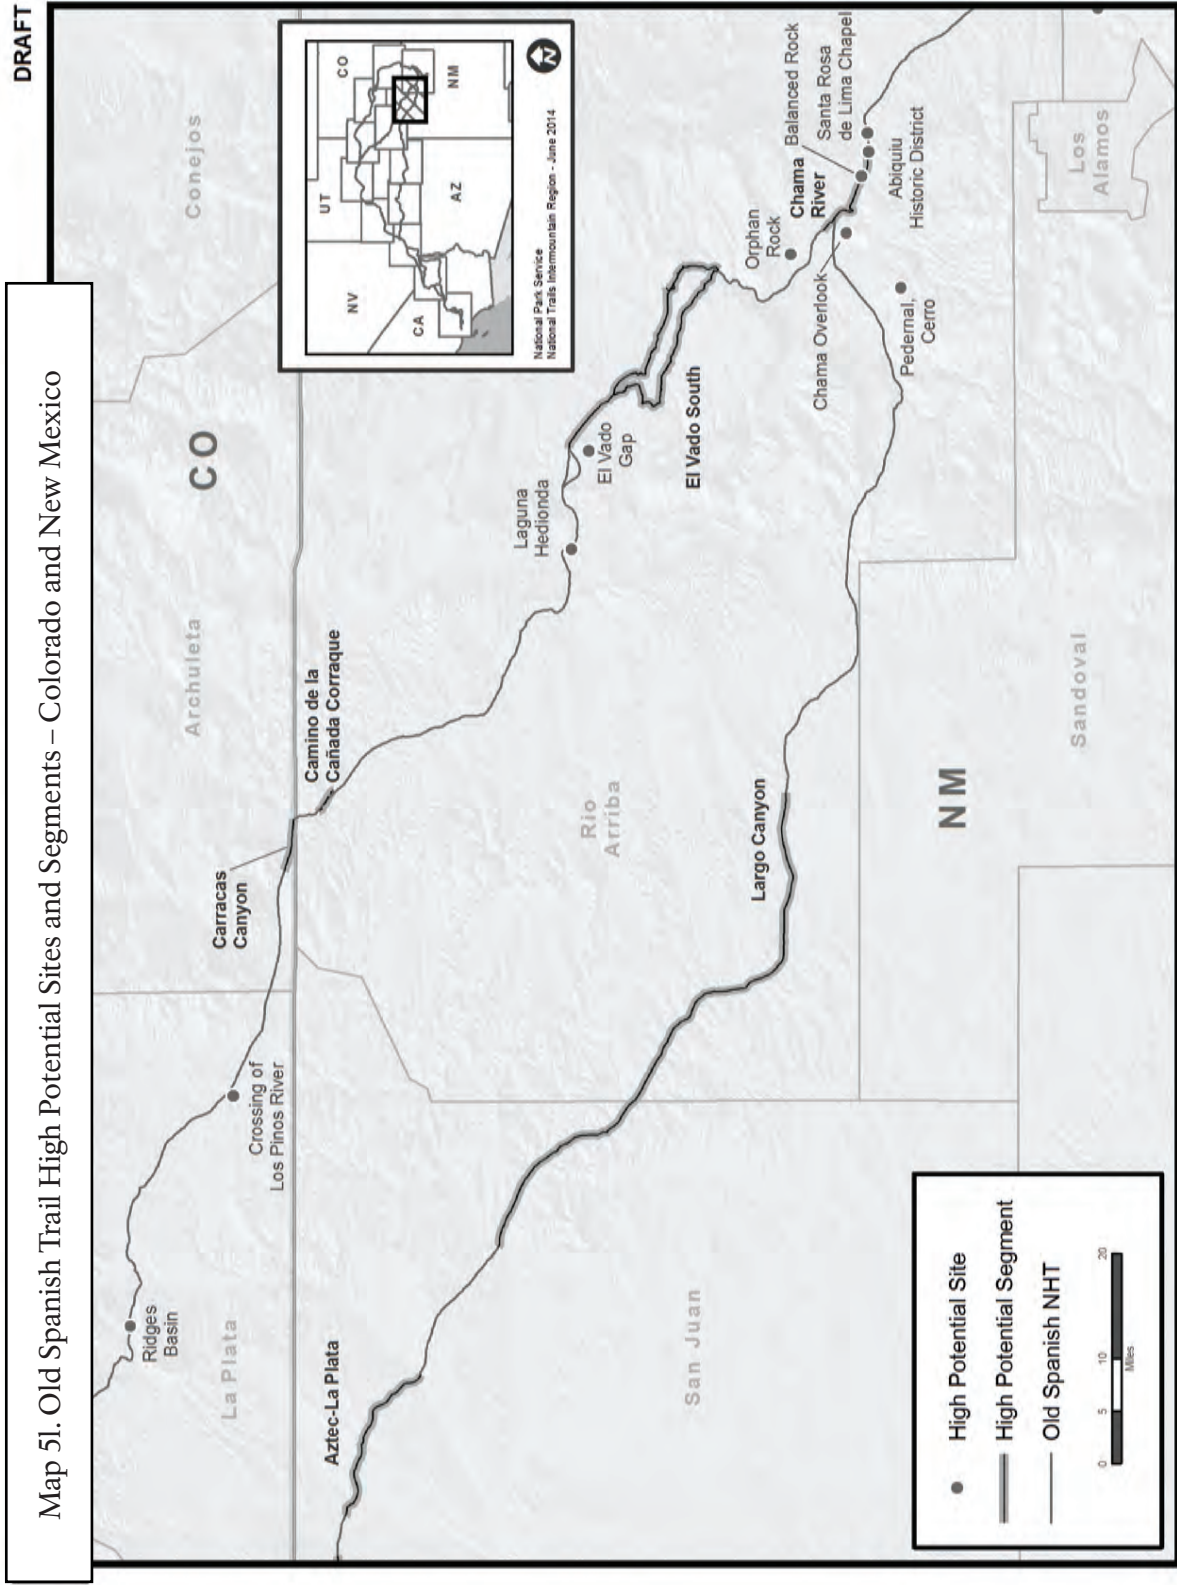 DRAFT
Map 5l. Old Spanish Trail High Potential Sites and Segments – Colorado and New Mexico
Conejos
CO
Archuleta
La Plata
Ridges
Basin
Crossing of
Los Pinos River
Carracas
Canyon
Camino de la
Cañada Corraque
Laguna
Hedionda
El Vado
Gap
El Vado South
Orphan
Rock
Chama
River
Balanced Rock
Santa Rosa
de Lima Chapel
Abiquiu
Historic District
Chama Overlook
Pedernal,
Cerro
Los
Alamos
Rio
Arriba
Largo Canyon
NM
Sandoval
Aztec-La Plata
San Juan
UT
CO
NV
CA
AZ
NM
N
National Park Service
National Trails Intermountain Region - June 2014
High Potential Site
High Potential Segment
Old Spanish NHT
0 5 10 20
Miles